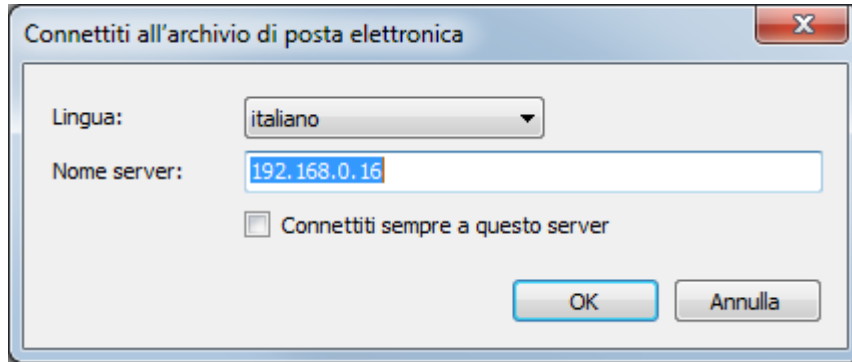 Connettiti all'archivio di posta elettronica
Lingua: italiano
Nome server: 192.168.0.16
Connettiti sempre a questo server
OK Annulla